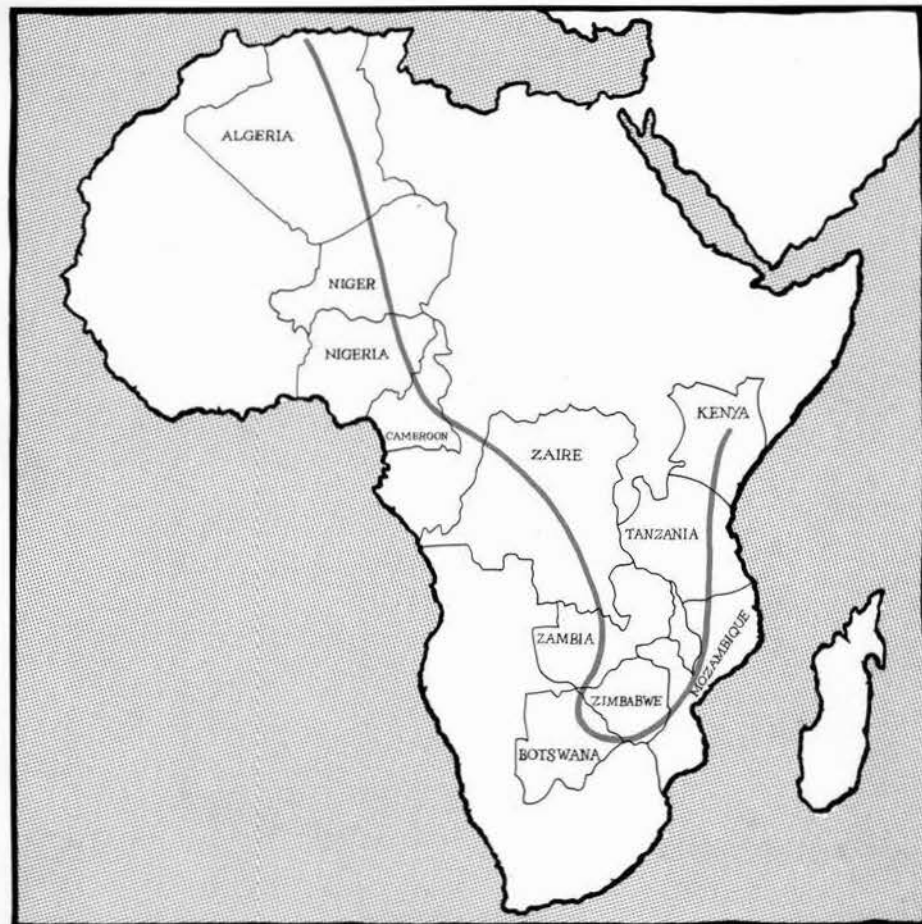 ALGERIA
NIGER
NIGERIA
CAMEROON
ZAIRE
KENYA
TANZANIA
ZAMBIA
MOZAMBIQUE
ZIMBABWE
BOTSWANA